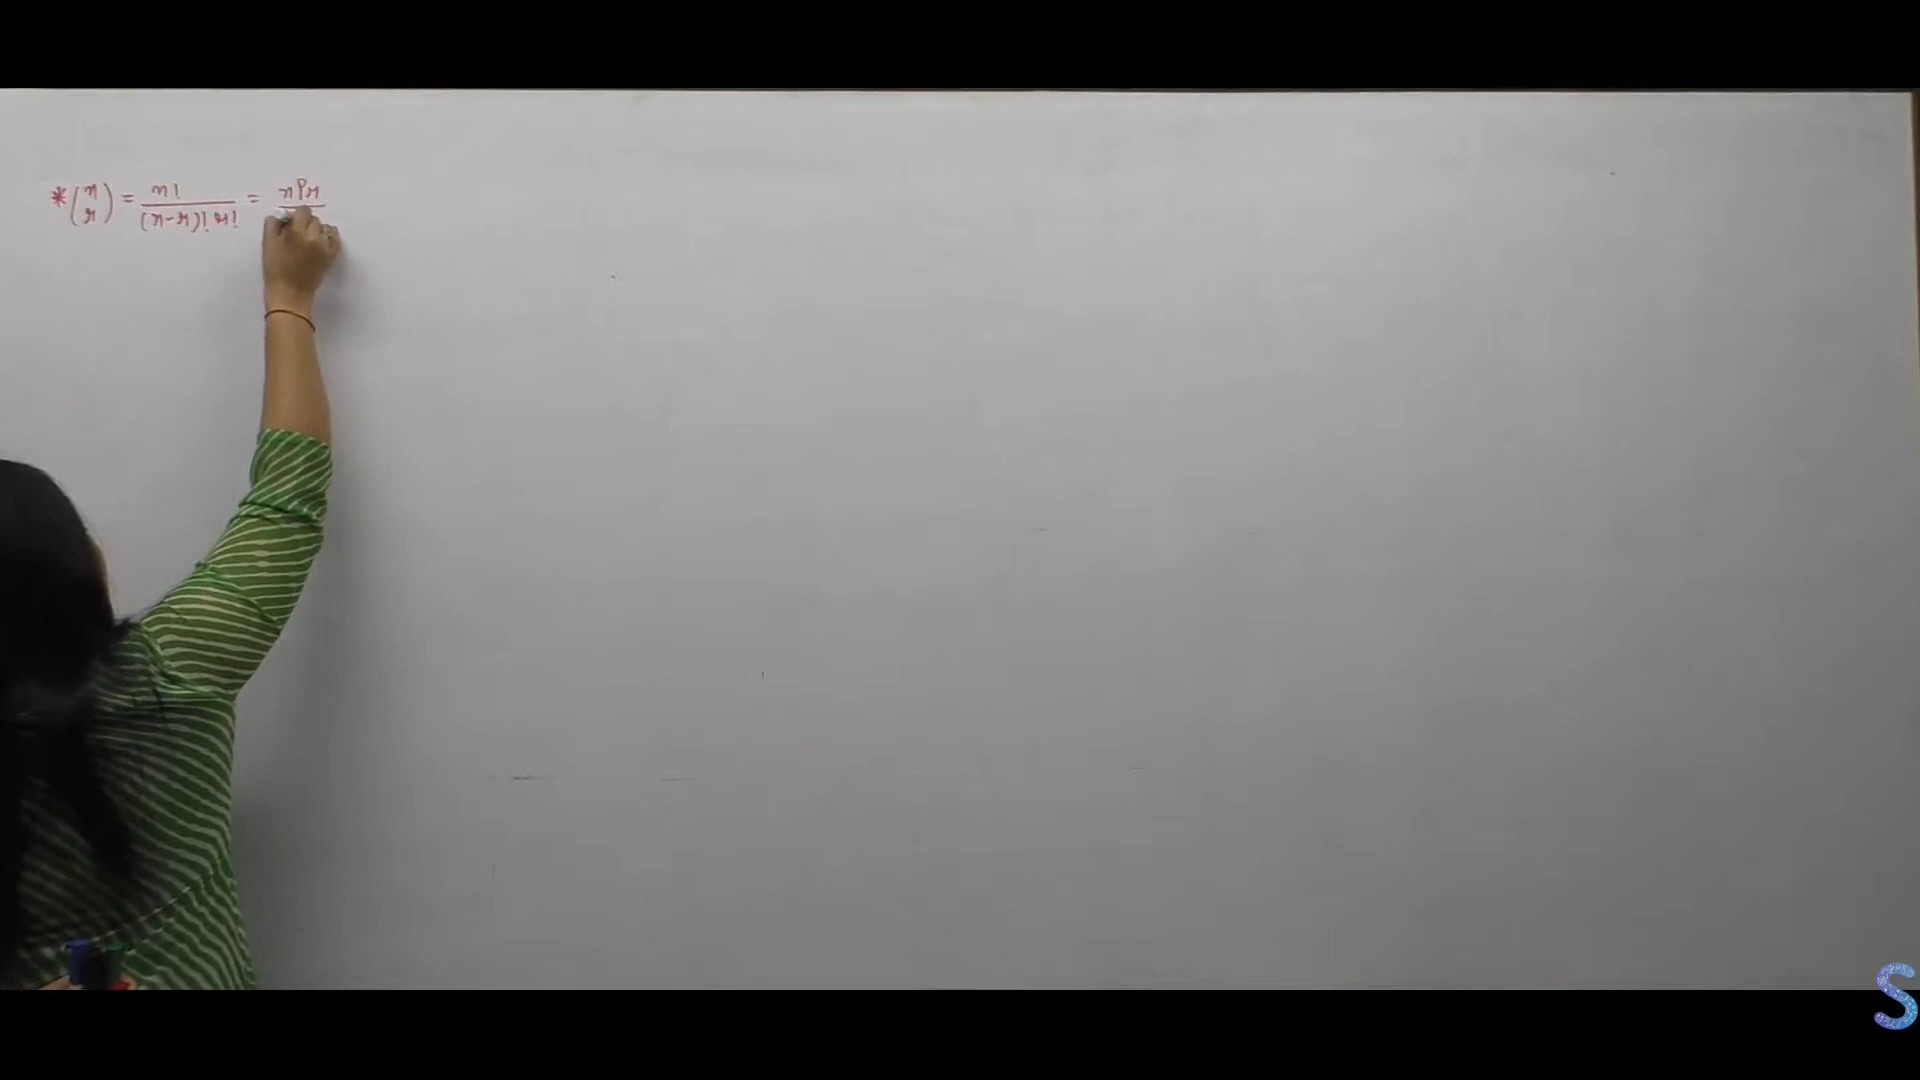 * (n r) = n! / (n-r)! r! = nPr
S